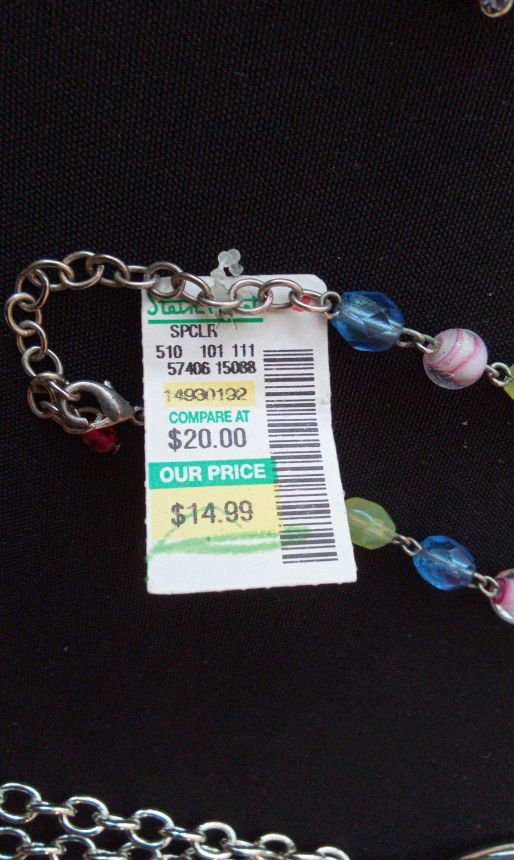 SPCLR
510 101 111
57406 15088
14930192
COMPARE AT
$20.00
OUR PRICE
$14.99